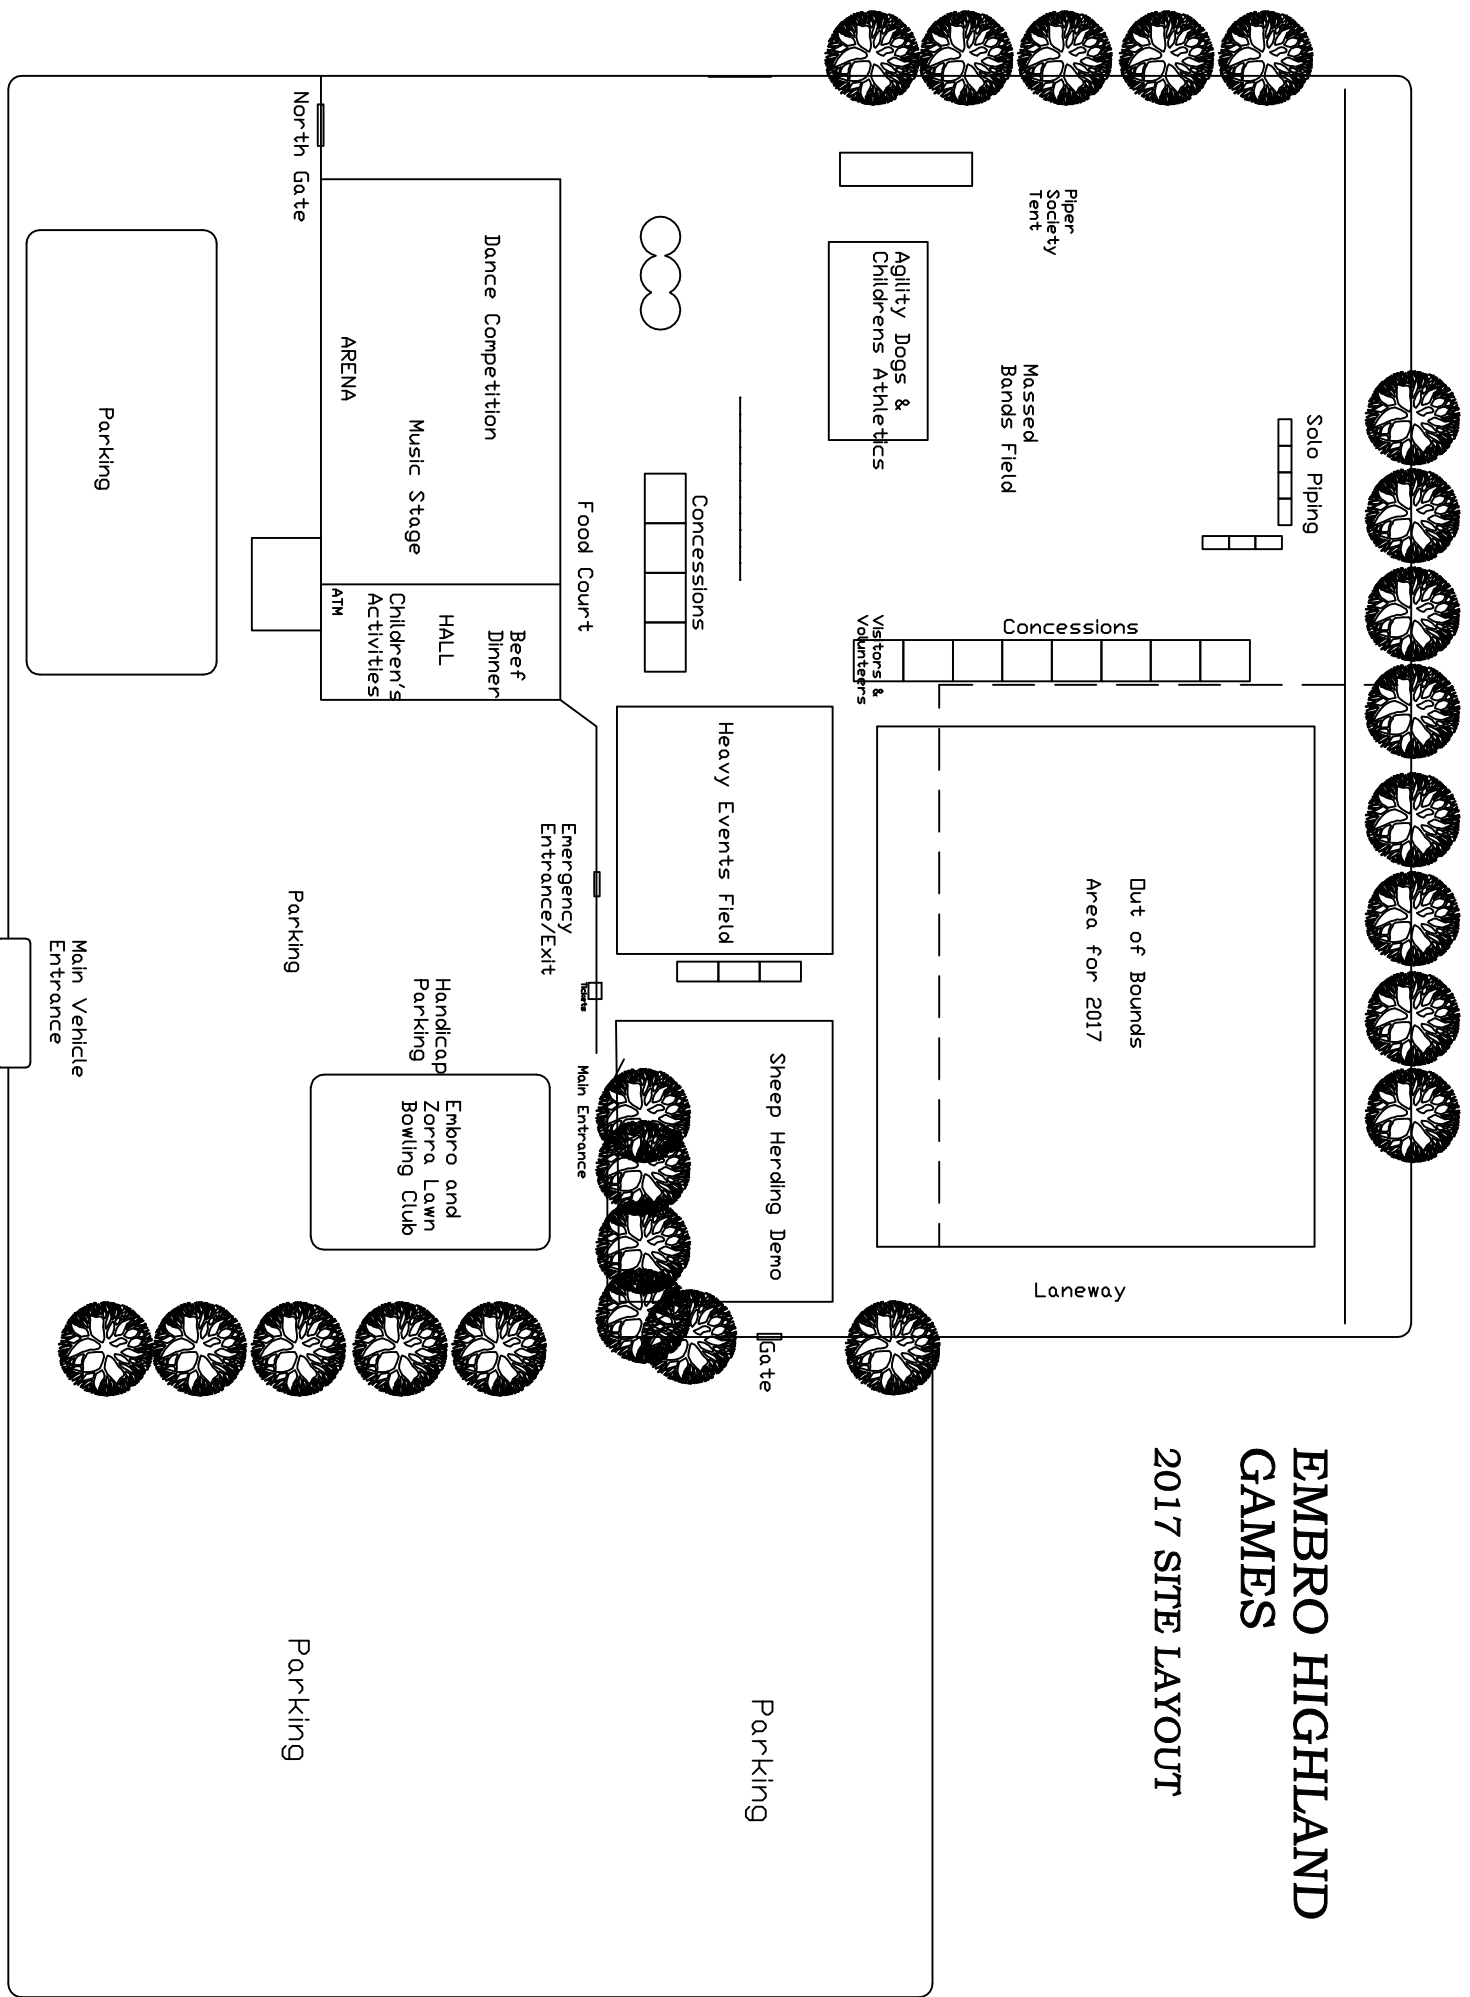 EMBRO HIGHLAND
GAMES
2017 SITE LAYOUT
Solo Piping
Piper
Society
Tent
Massed
Bands Field
Agility Dogs &
Childrens Athletics
Concessions
Visitors &
Volunteers
Out of Bounds
Area for 2017
Laneway
Concessions
Food Court
Heavy Events Field
Sheep Herding Demo
Gate
North Gate
Dance Competition
Music Stage
ARENA
Beef
Dinner
HALL
Children's
Activities
ATM
Emergency
Entrance/Exit
Tickets
Main Entrance
Handicap
Parking
Embro and
Zorra Lawn
Bowling Club
Parking
Parking
Main Vehicle
Entrance
Parking
Parking